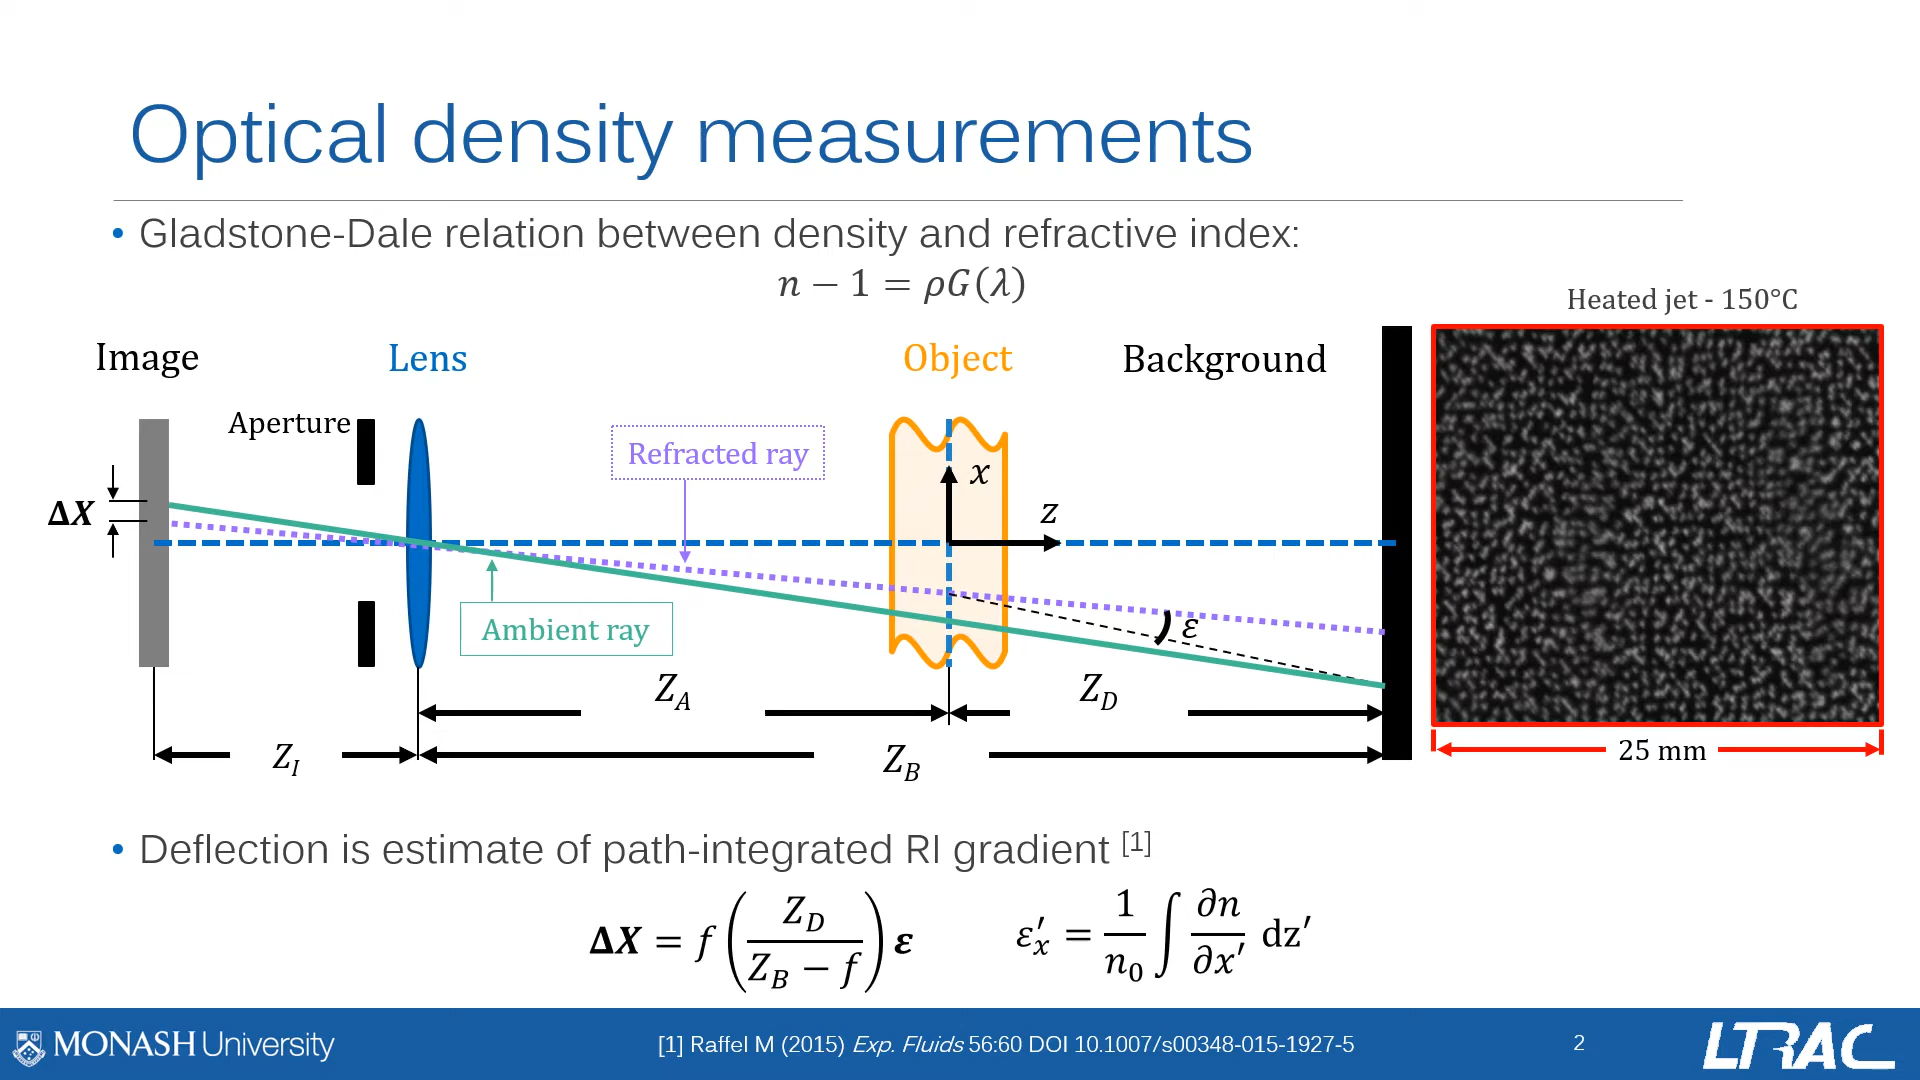 Optical density measurements
• Gladstone-Dale relation between density and refractive index:
n − 1 = ρG(λ)
Heated jet - 150°C
Image
Lens
Object
Background
Aperture
Refracted ray
x
z
ΔX
Ambient ray
ε
Z_A
Z_D
Z_I
Z_B
25 mm
• Deflection is estimate of path-integrated RI gradient [1]
ΔX = f (Z_D / (Z_B − f)) ε
ε′_x = 1/n_0 ∫ ∂n/∂x′ dz′
MONASH University
[1] Raffel M (2015) Exp. Fluids 56:60 DOI 10.1007/s00348-015-1927-5
2
LTRAC